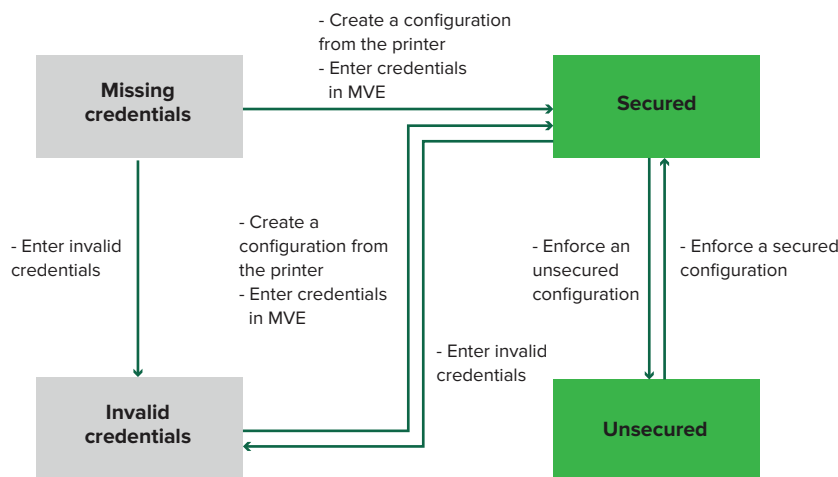 - Create a configuration
from the printer
- Enter credentials
in MVE
Missing
credentials
Secured
- Enter invalid
credentials
- Create a
configuration from
the printer
- Enter credentials
in MVE
- Enforce an
unsecured
configuration
- Enforce a secured
configuration
- Enter invalid
credentials
Invalid
credentials
Unsecured